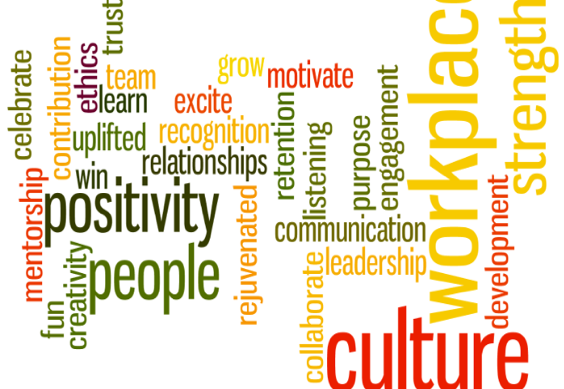 trust
celebrate
contribution
ethics
team
learn
grow
motivate
excite
uplifted
recognition
win
relationships
retention
listening
purpose
engagement
workplac
strength
mentorship
positivity
rejuvenated
communication
development
fun
creativity
people
leadership
collaborate
culture